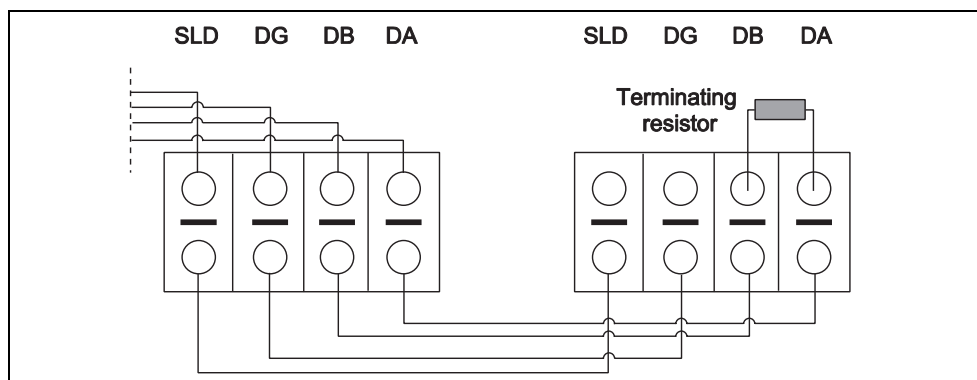 SLD DG DB DA SLD DG DB DA
Terminating
resistor